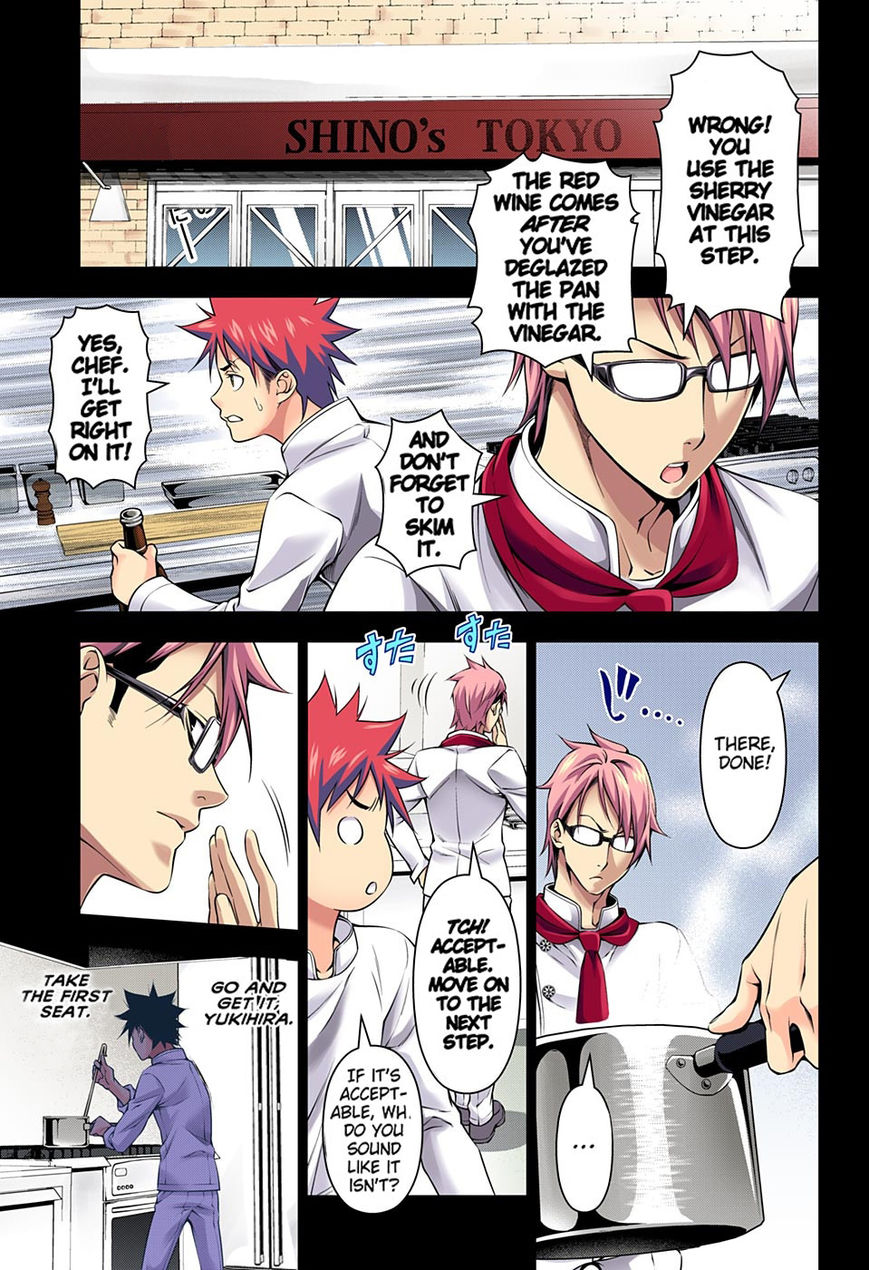 SHINO's TOKYO
WRONG!
YOU
USE THE
SHERRY
VINEGAR
AT THIS
STEP.
THE RED
WINE COMES
AFTER
YOU'VE
DEGLAZED
THE PAN
WITH THE
VINEGAR.
AND
DON'T
FORGET
TO
SKIM
IT.
YES,
CHEF.
I'LL
GET
RIGHT
ON IT!
THERE,
DONE!
じ....
...
すた
すた
TCH!
ACCEPT-
ABLE.
MOVE ON
TO THE
NEXT
STEP.
IF IT'S
ACCEPT-
ABLE, WH
DO YOU
SOUND
LIKE IT
ISN'T?
GO AND
GET IT,
YUKIHIRA.
TAKE
THE FIRST
SEAT.